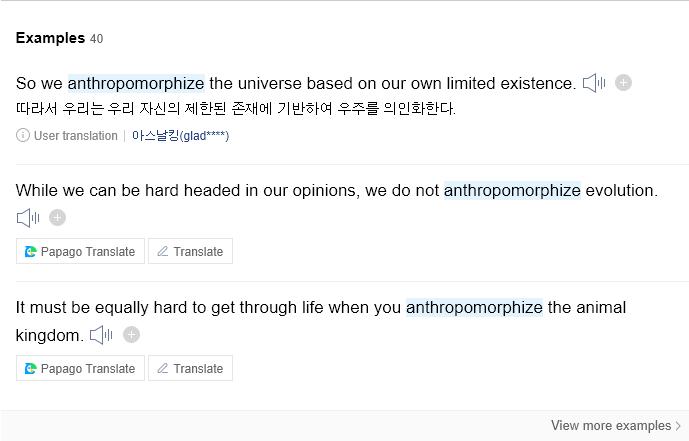 Examples 40
So we anthropomorphize the universe based on our own limited existence.
따라서 우리는 우리 자신의 제한된 존재에 기반하여 우주를 의인화한다.
User translation | 아스날킹(glad****)
While we can be hard headed in our opinions, we do not anthropomorphize evolution.
Papago Translate Translate
It must be equally hard to get through life when you anthropomorphize the animal
kingdom.
Papago Translate Translate
View more examples >